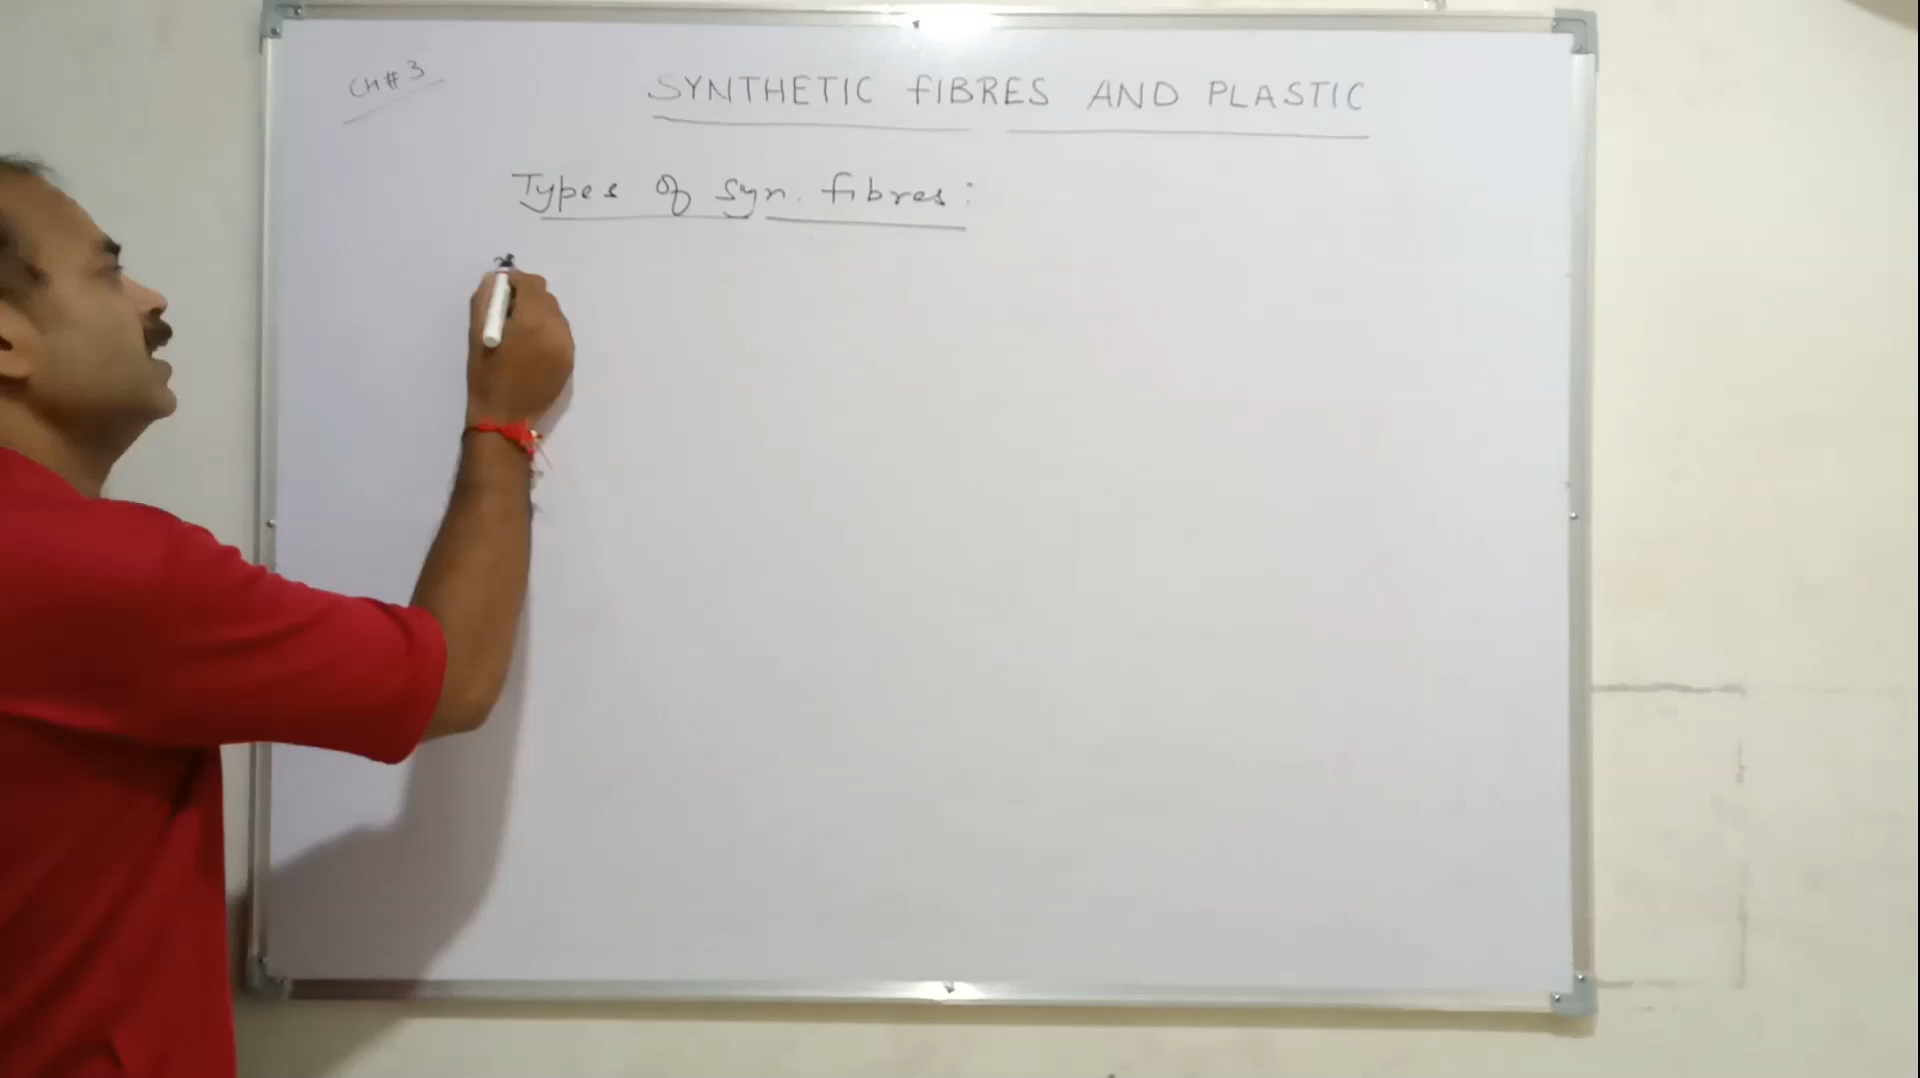 CH# 3
SYNTHETIC FIBRES AND PLASTIC
Types of Syn. fibres: